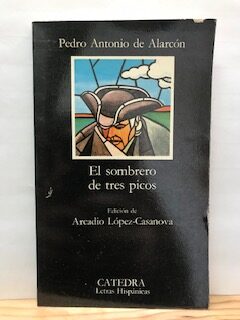 Pedro Antonio de Alarcón
El sombrero
de tres picos
Edición de
Arcadio López-Casanova
CATEDRA
Letras Hispánicas